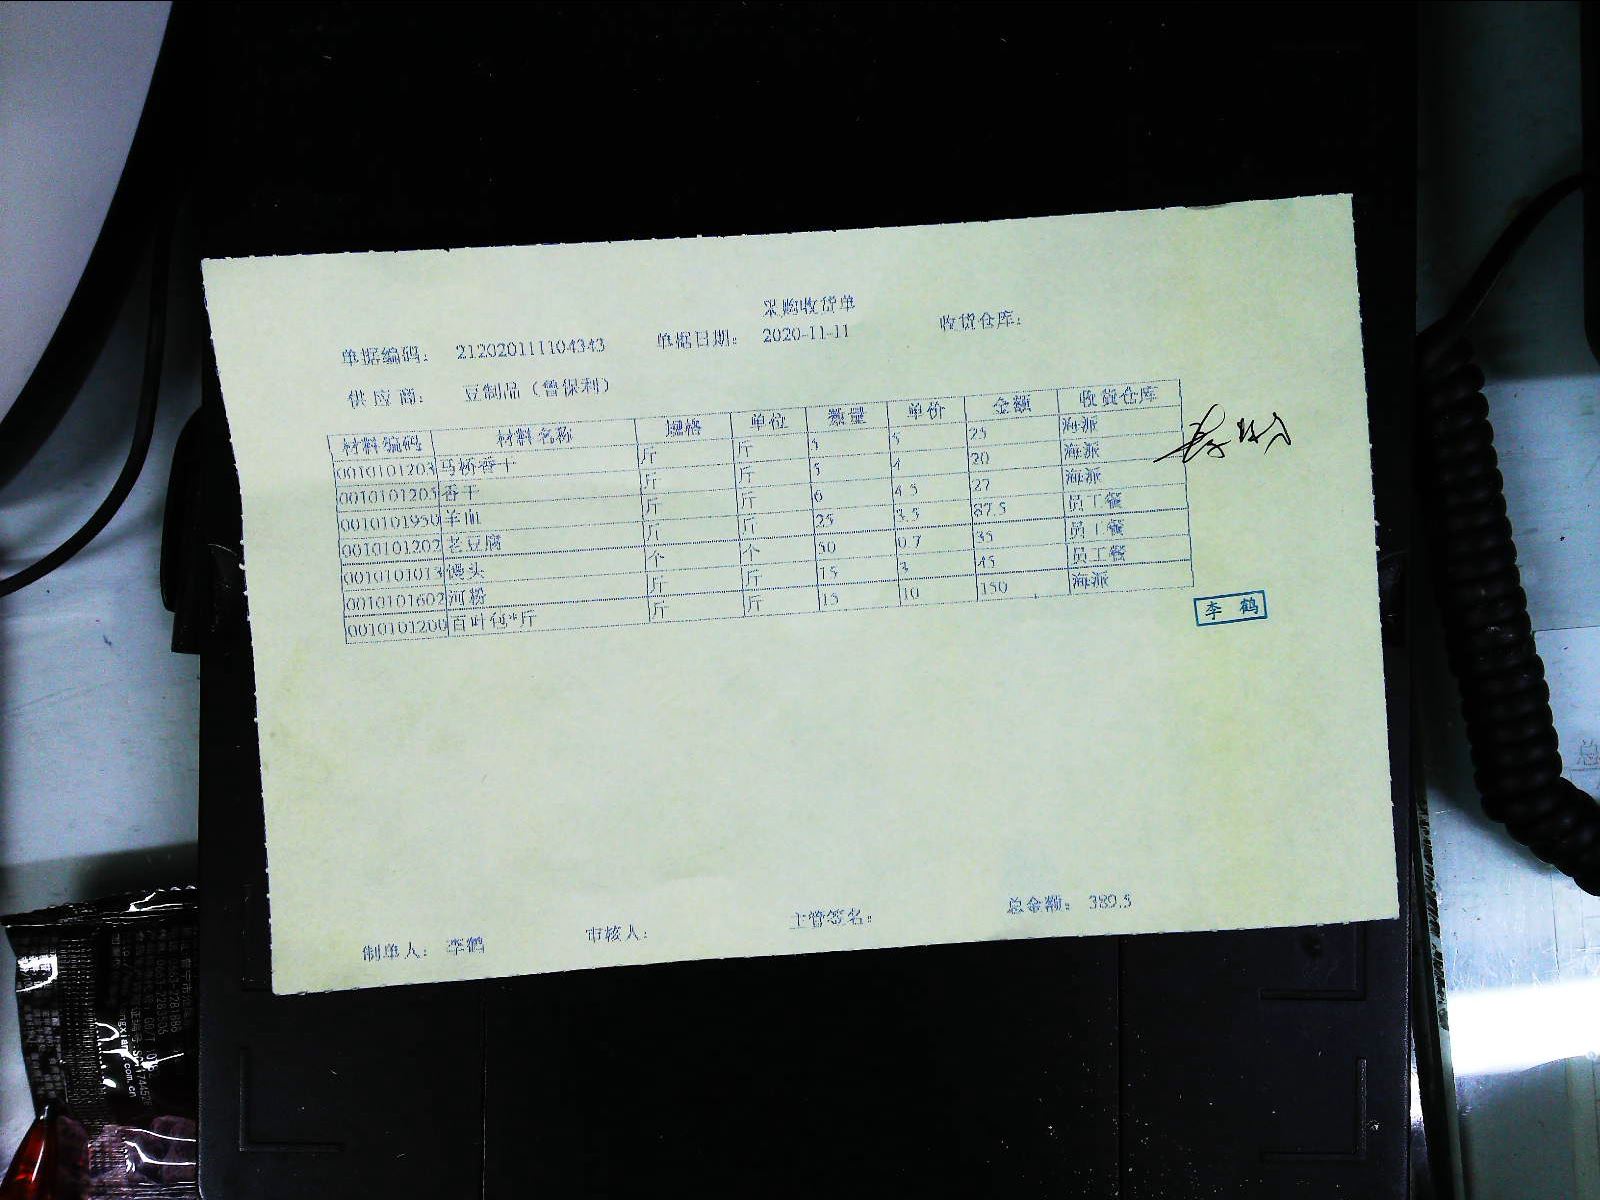 采购收货单
单据编码： 212020111104343 单据日期： 2020-11-11 收货仓库：
供应商： 豆制品（曾保利）
材料编码 材料名称 规格 单位 数量 单价 金额 收货仓库
0010101203 马桥香干 斤 斤 5 5 25 海派
0010101205 香干 斤 斤 5 4 20 海派
0010101950 羊血 斤 斤 6 4.5 27 海派
0010101202 老豆腐 斤 斤 25 3.5 87.5 员工餐
0010101013 馒头 个 个 50 0.7 35 员工餐
0010101602 河粉 斤 斤 15 3 45 员工餐
0010101200 百叶包*斤 斤 斤 15 10 150 海派
李鹤
制单人： 李鹤 审核人： 主管签名： 总金额： 389.5